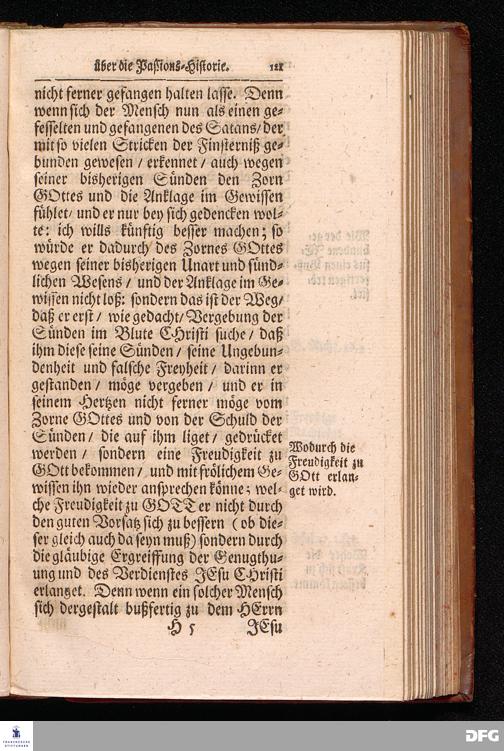 über die Passions-Historie. 121
nicht ferner gefangen halten lasse. Denn
wenn sich der Mensch nun als einen ge-
fesselten und gefangenen des Satans/ der
mit so vielen Stricken der Finsterniß ge-
bunden gewesen / erkennet / auch wegen
seiner bisherigen Sünden den Zorn
GOttes und die Anklage im Gewissen
fühlet/ und er nur bey sich gedencken wol-
te: ich wills künftig besser machen; so
würde er dadurch des Zornes GOttes
wegen seiner bisherigen Unart und sünd-
lichen Wesens / und der Anklage im Ge-
wissen nicht loß: sondern das ist der Weg/
daß er erst / wie gedacht/ Vergebung der
Sünden im Blute CHristi suche / daß
ihm diese seine Sünden / seine Ungebun-
denheit und falsche Freyheit / darinn er
gestanden / möge vergeben / und er in
seinem Hertzen nicht ferner möge vom
Zorne GOttes und von der Schuld der
Sünden / die auf ihm liget / gedrücket
werden / sondern eine Freudigkeit zu
GOtt bekommen / und mit frölichem Ge-
wissen ihn wieder ansprechen könne; wel-
che Freudigkeit zu GOTT er nicht durch
den guten Vorsatz sich zu bessern ( ob die-
ser gleich auch da seyn muß) sondern durch
die gläubige Ergreiffung der Genugthu-
ung und des Verdienstes JEsu CHristi
erlanget. Denn wenn ein solcher Mensch
sich dergestalt bußfertig zu dem HErrn
H 5 JEsu
Wodurch die
Freudigkeit zu
GOtt erlan-
get wird.
FRANCKESCHE
STIFTUNGEN
DFG